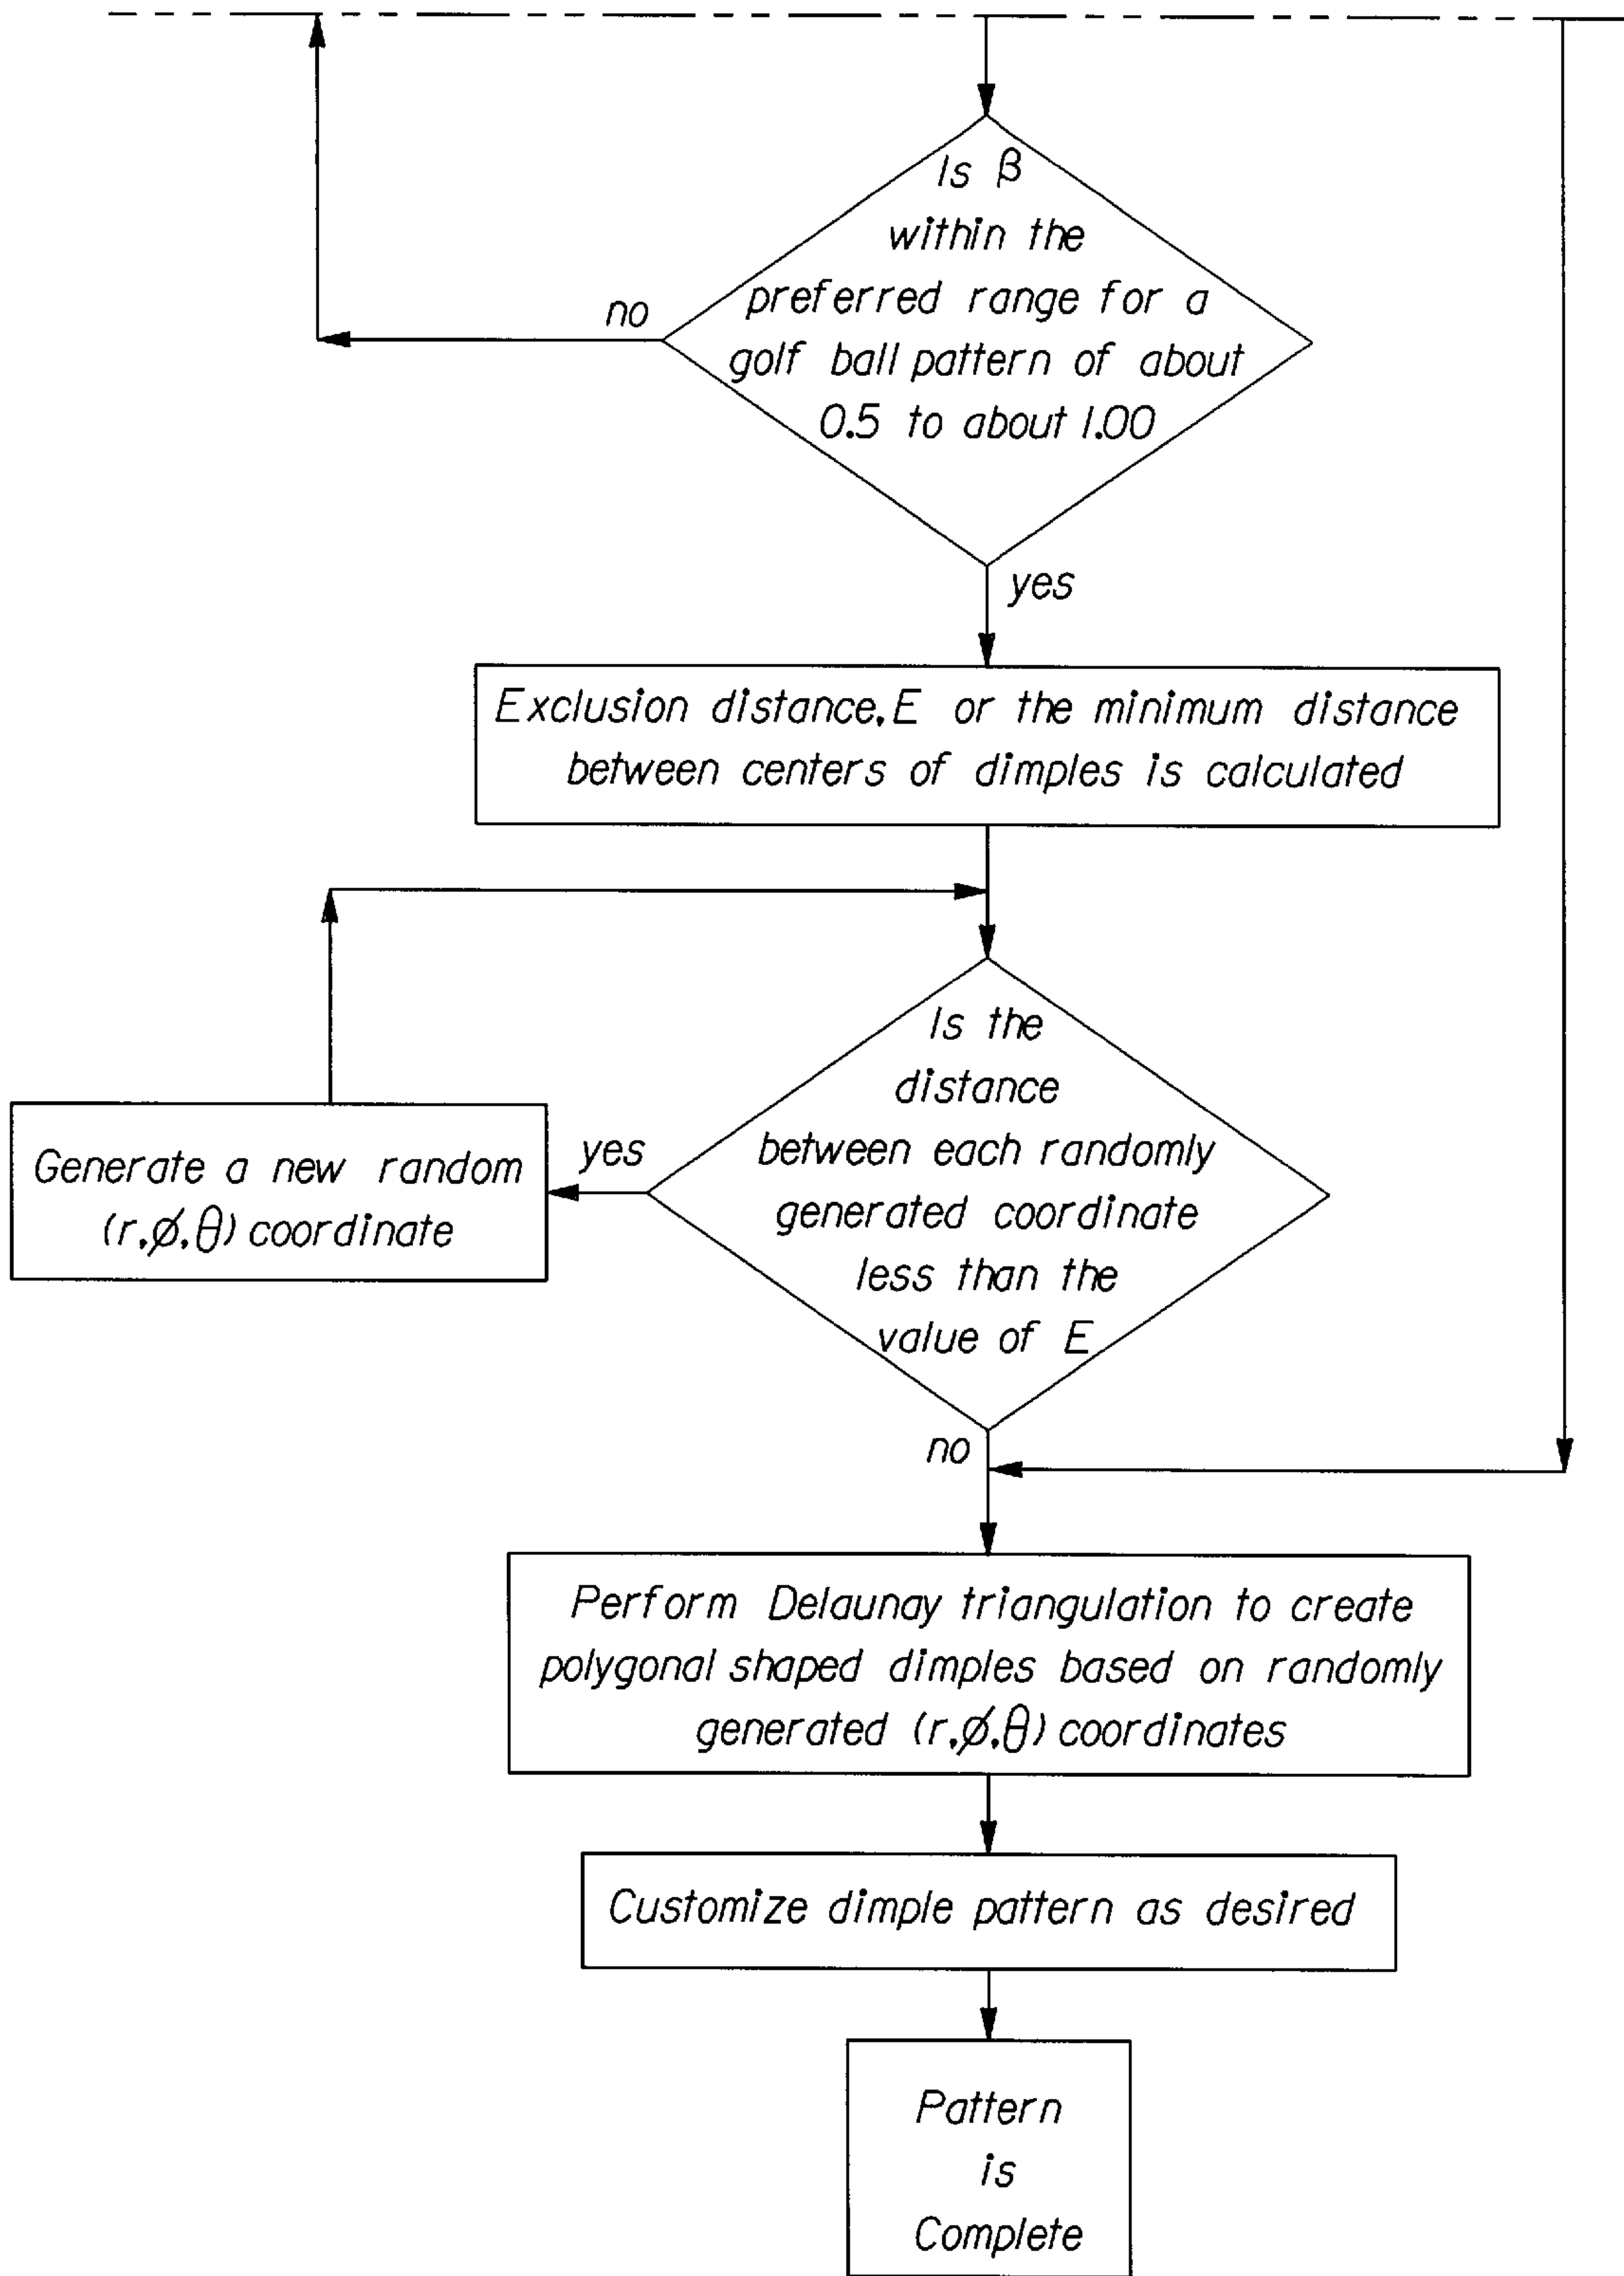 Is β
within the
preferred range for a
golf ball pattern of about
0.5 to about 1.00
no
yes
Exclusion distance, E or the minimum distance
between centers of dimples is calculated
Is the
distance
between each randomly
generated coordinate
less than the
value of E
yes
Generate a new random
(r,ϕ,θ) coordinate
no
Perform Delaunay triangulation to create
polygonal shaped dimples based on randomly
generated (r,ϕ,θ) coordinates
Customize dimple pattern as desired
Pattern
is
Complete